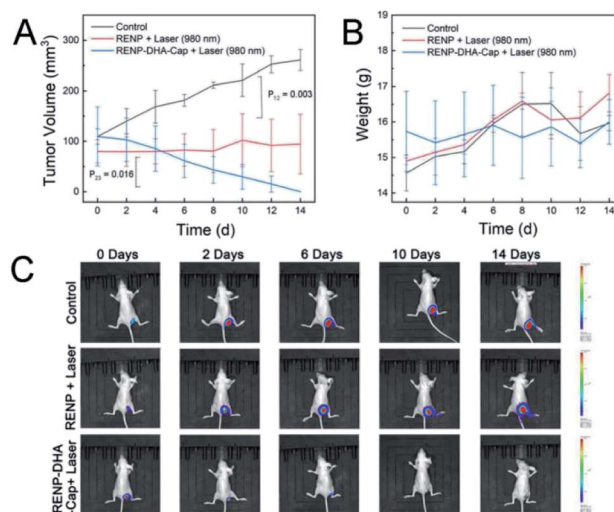 A
Control
RENP + Laser (980 nm)
RENP-DHA-Cap + Laser (980 nm)
Tumor Volume (mm³)
300
200
100
0
P₁₂ = 0.003
P₂₃ = 0.016
0 2 4 6 8 10 12 14
Time (d)
B
Control
RENP + Laser (980 nm)
RENP-DHA-Cap + Laser (980 nm)
Weight (g)
19
18
17
16
15
14
0 2 4 6 8 10 12 14
Time (d)
C
0 Days 2 Days 6 Days 10 Days 14 Days
Control
RENP + Laser
RENP-DHA
-Cap+ Laser